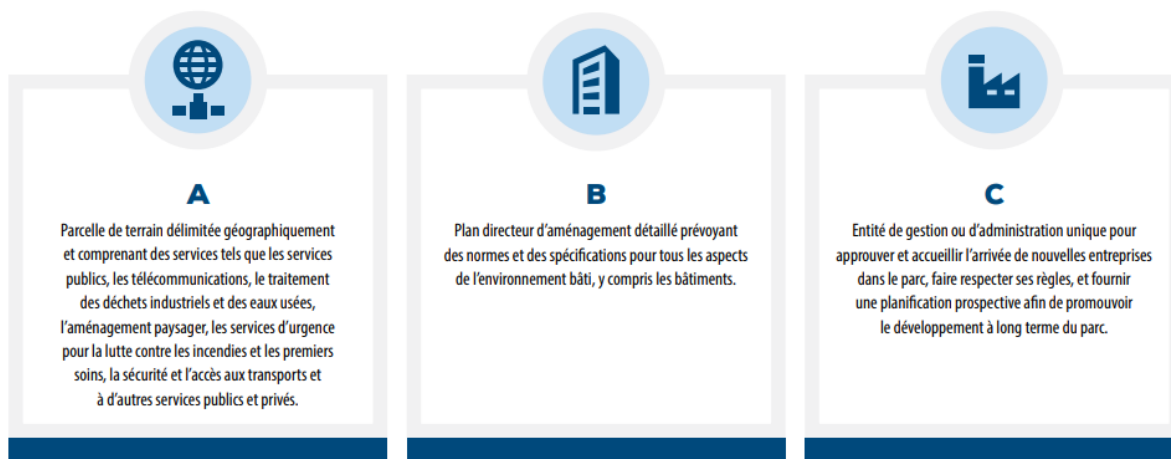 A
Parcelle de terrain délimitée géographiquement
et comprenant des services tels que les services
publics, les télécommunications, le traitement
des déchets industriels et des eaux usées,
l’aménagement paysager, les services d’urgence
pour la lutte contre les incendies et les premiers
soins, la sécurité et l’accès aux transports et
à d’autres services publics et privés.
B
Plan directeur d’aménagement détaillé prévoyant
des normes et des spécifications pour tous les aspects
de l’environnement bâti, y compris les bâtiments.
C
Entité de gestion ou d’administration unique pour
approuver et accueillir l’arrivée de nouvelles entreprises
dans le parc, faire respecter ses règles, et fournir
une planification prospective afin de promouvoir
le développement à long terme du parc.